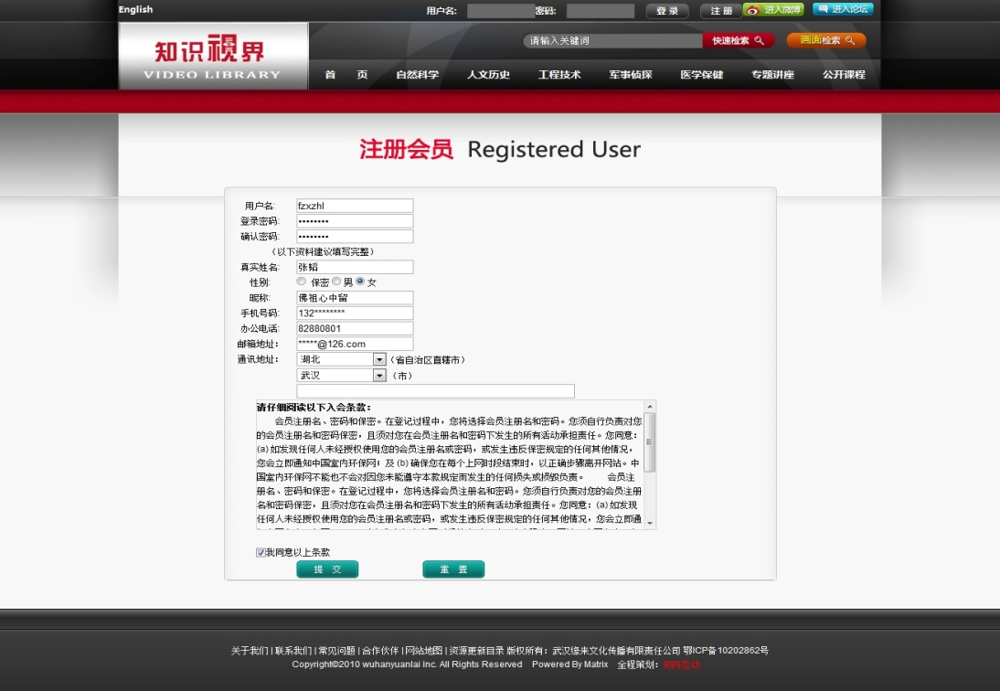 English
用户名:
密码:
登 录
注 册
进入微博
进入论坛
知识视界
VIDEO LIBRARY
请输入关键词
快速检索
画面检索
首 页
自然科学
人文历史
工程技术
军事侦探
医学保健
专题讲座
公开课程
注册会员 Registered User
用户名: fzxzhl
登录密码: ••••••••
确认密码: ••••••••
（以下资料建议填写完整）
真实姓名: 张韬
性别: 保密 男 女
昵称: 佛祖心中留
手机号码: 132********
办公电话: 82880801
邮箱地址： *****@126.com
通讯地址： 湖北 （省自治区直辖市）
武汉 （市）
请仔细阅读以下入会条款：
会员注册名、密码和保密。在登记过程中，您将选择会员注册名和密码。您须自行负责对您
的会员注册名和密码保密，且须对您在会员注册名和密码下发生的所有活动承担责任。您同意：
(a)如发现任何人未经授权使用您的会员注册名或密码，或发生违反保密规定的任何其他情况，
您会立即通知中国室内环保网；及(b)确保您在每个上网时段结束时，以正确步骤离开网站。中
国室内环保网不能也不会对因您未能遵守本款规定而发生的任何损失或损毁负责。 会员注
册名、密码和保密。在登记过程中，您将选择会员注册名和密码。您须自行负责对您的会员注册
名和密码保密，且须对您在会员注册名和密码下发生的所有活动承担责任。您同意：(a)如发现
任何人未经授权使用您的会员注册名或密码，或发生违反保密规定的任何其他情况，您会立即通
我同意以上条款
提 交
重 置
关于我们 | 联系我们 | 常见问题 | 合作伙伴 | 网站地图 | 资源更新目录 版权所有：武汉缘来文化传播有限责任公司 鄂ICP备10202862号
Copyright©2010 wuhanyuanlai Inc. All Rights Reserved Powered By Matrix 全程策划: 矩阵互动